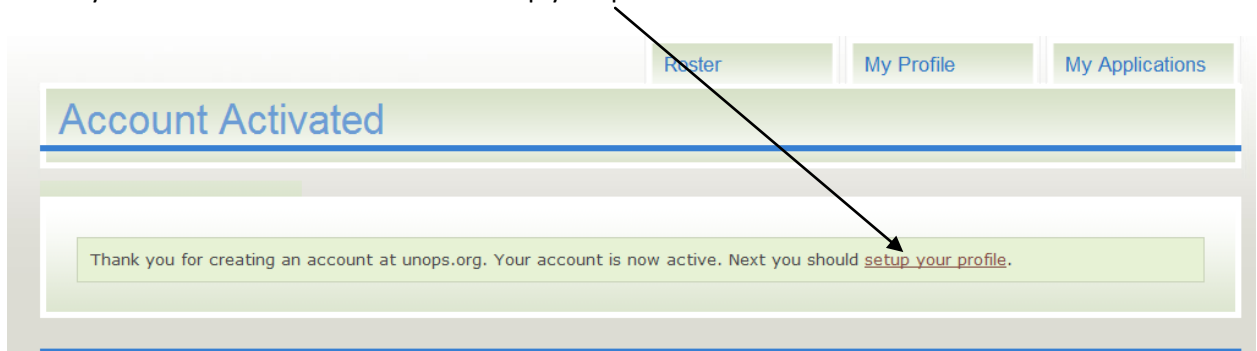 Roster My Profile My Applications
Account Activated
Thank you for creating an account at unops.org. Your account is now active. Next you should setup your profile.